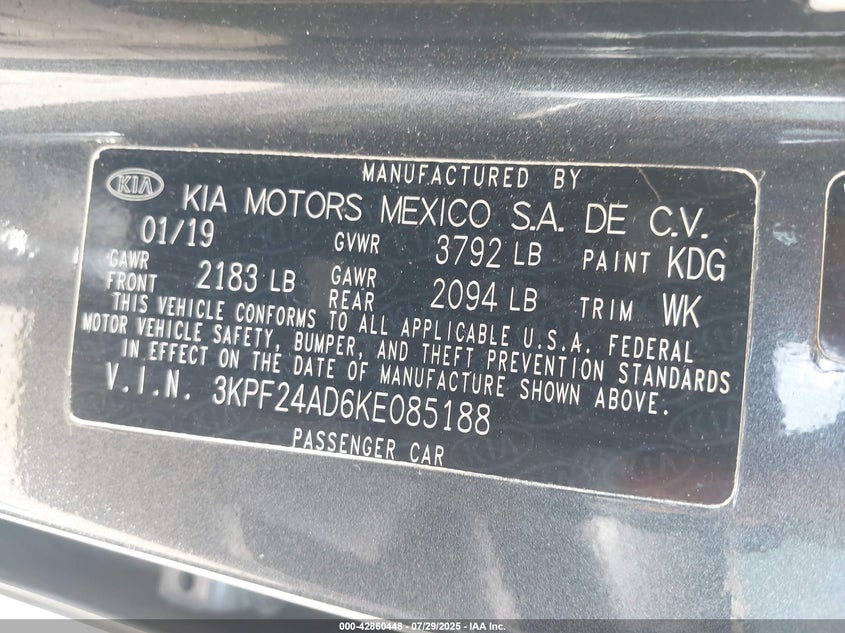 MANUFACTURED BY
KIA KIA MOTORS MEXICO S.A. DE C.V.
01/19 GVWR 3792 LB PAINT KDG
GAWR FRONT 2183 LB GAWR REAR 2094 LB TRIM WK
THIS VEHICLE CONFORMS TO ALL APPLICABLE U.S.A. FEDERAL
MOTOR VEHICLE SAFETY, BUMPER, AND THEFT PREVENTION STANDARDS
IN EFFECT ON THE DATE OF MANUFACTURE SHOWN ABOVE.
V.I.N. 3KPF24AD6KE085188
PASSENGER CAR
000-42860448 - 07/29/2025 - IAA Inc.